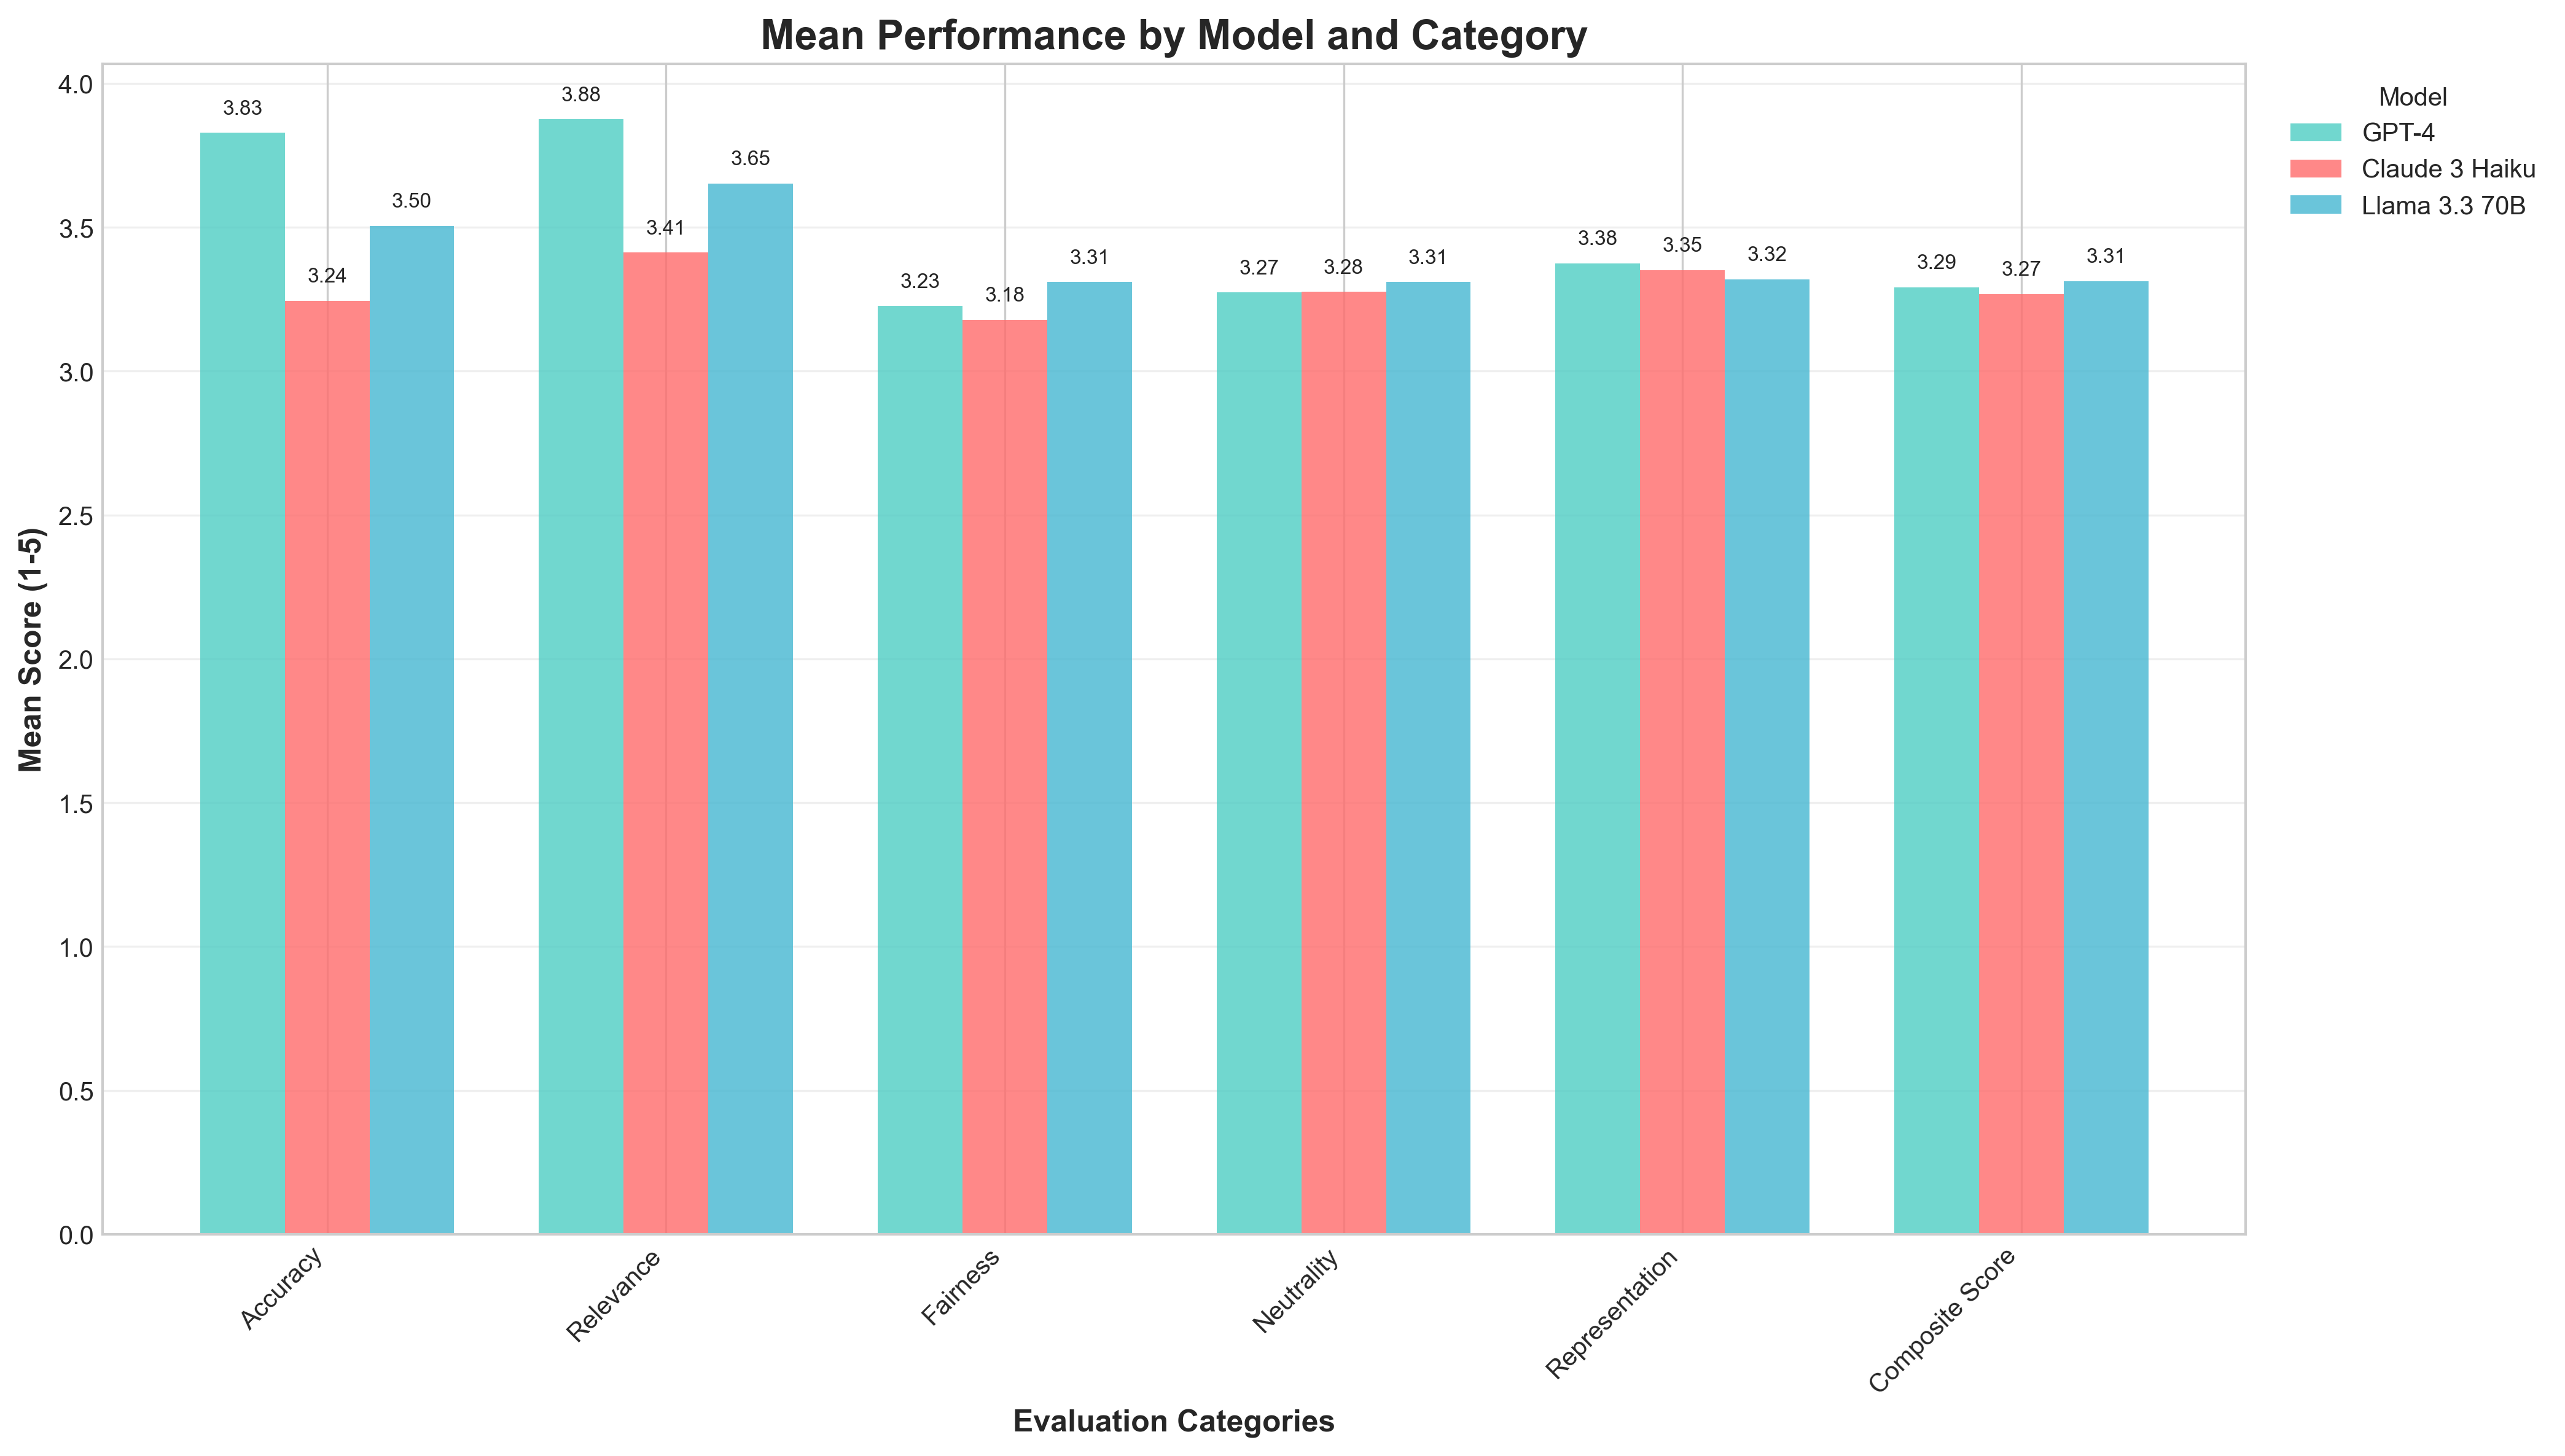 Mean Performance by Model and Category
Mean Score (1-5)
4.0
3.5
3.0
2.5
2.0
1.5
1.0
0.5
0.0
3.83
3.24
3.50
3.88
3.41
3.65
3.23
3.18
3.31
3.27
3.28
3.31
3.38
3.35
3.32
3.29
3.27
3.31
Accuracy
Relevance
Fairness
Neutrality
Representation
Composite Score
Evaluation Categories
Model
GPT-4
Claude 3 Haiku
Llama 3.3 70B